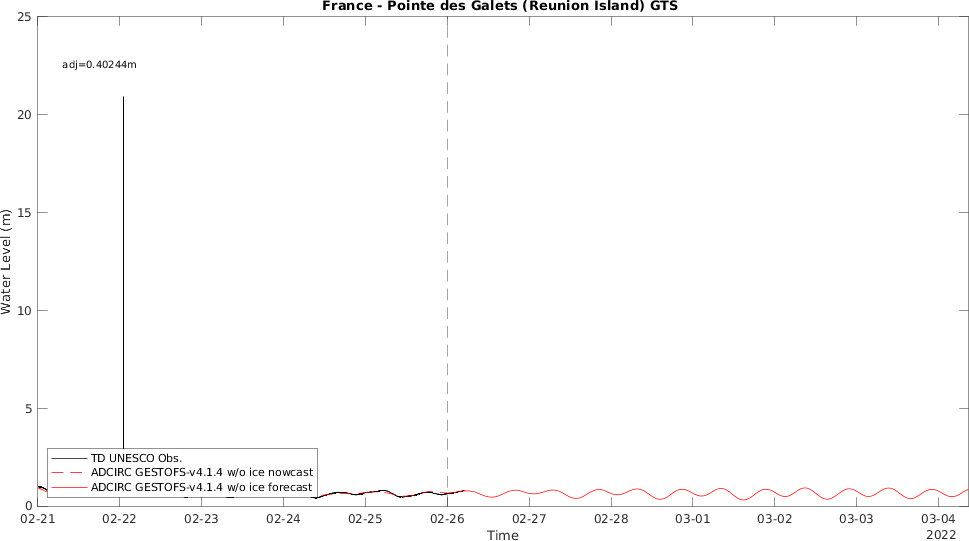 France - Pointe des Galets (Reunion Island) GTS
25
adj=0.40244m
20
15
Water Level (m)
10
5
TD UNESCO Obs.
ADCIRC GESTOFS-v4.1.4 w/o ice nowcast
ADCIRC GESTOFS-v4.1.4 w/o ice forecast
0
02-21 02-22 02-23 02-24 02-25 02-26 02-27 02-28 03-01 03-02 03-03 03-04
Time
2022